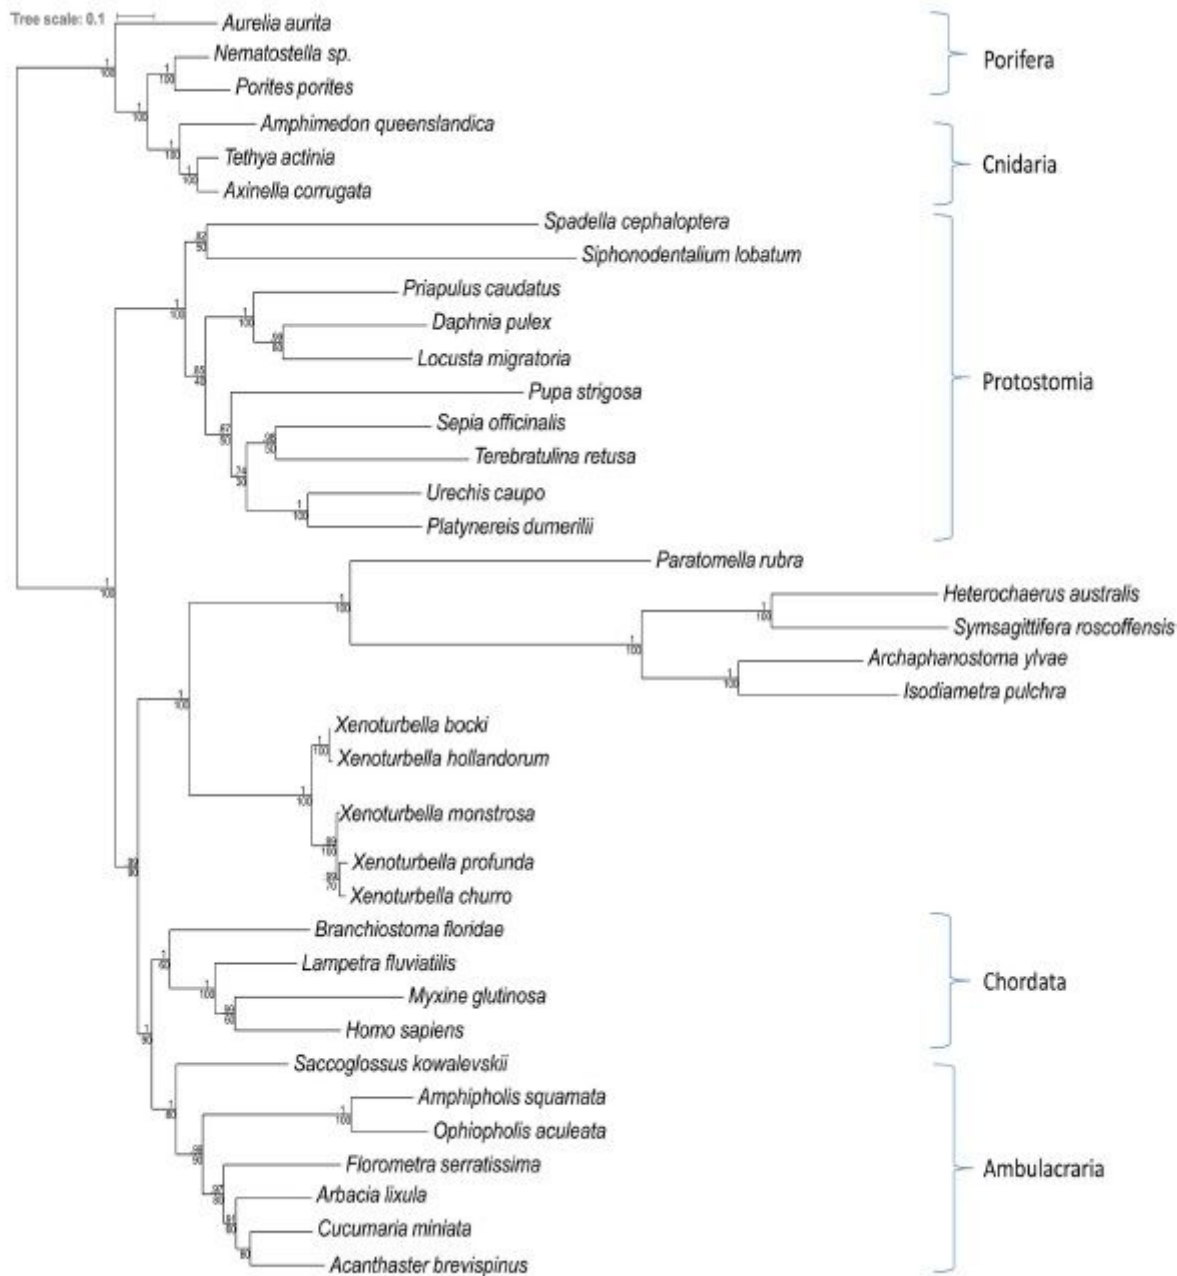 Tree scale: 0.1
Aurelia aurita
Nematostella sp.
Porites porites
Porifera
Amphimedon queenslandica
Tethya actinia
Axinella corrugata
Cnidaria
Spadella cephaloptera
Siphonodentalium lobatum
Priapulus caudatus
Daphnia pulex
Locusta migratoria
Protostomia
Pupa strigosa
Sepia officinalis
Terebratulina retusa
Urechis caupo
Platynereis dumerilii
Paratomella rubra
Heterochaerus australis
Symsagittifera roscoffensis
Archaphanostoma ylvae
Isodiametra pulchra
Xenoturbella bocki
Xenoturbella hollandorum
Xenoturbella monstrosa
Xenoturbella profunda
Xenoturbella churro
Branchiostoma floridae
Lampetra fluviatilis
Chordata
Myxine glutinosa
Homo sapiens
Saccoglossus kowalevskii
Amphipholis squamata
Ophiopholis aculeata
Florometra serratissima
Ambulacraria
Arbacia lixula
Cucumaria miniata
Acanthaster brevispinus